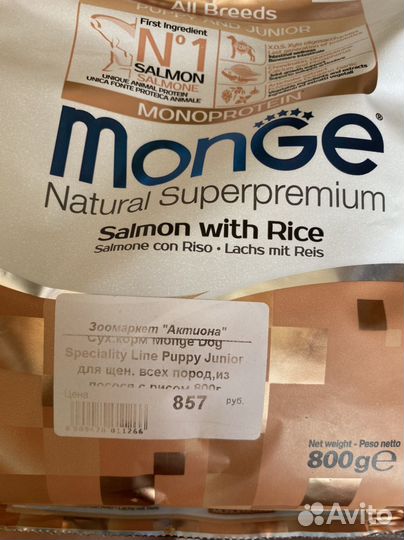 All Breeds
PUPPY AND JUNIOR
First Ingredient
N°1
SALMON
SALMONE
UNIQUE ANIMAL PROTEIN
UNICA FONTE PROTEICA ANIMALE
X.O.S. Xylo-oligosaccharides
MONOPROTEIN
MonGe®
Natural Superpremium
Salmon with Rice
Salmone con Riso • Lachs mit Reis
Зоомаркет "Актиона"
Сух.корм Monge Dog
Speciality Line Puppy Junior
для щен. всех пород,из
лосося с рисом 800г
Цена:
857 руб.
011266
Net weight - Peso netto
800g℮
Avito